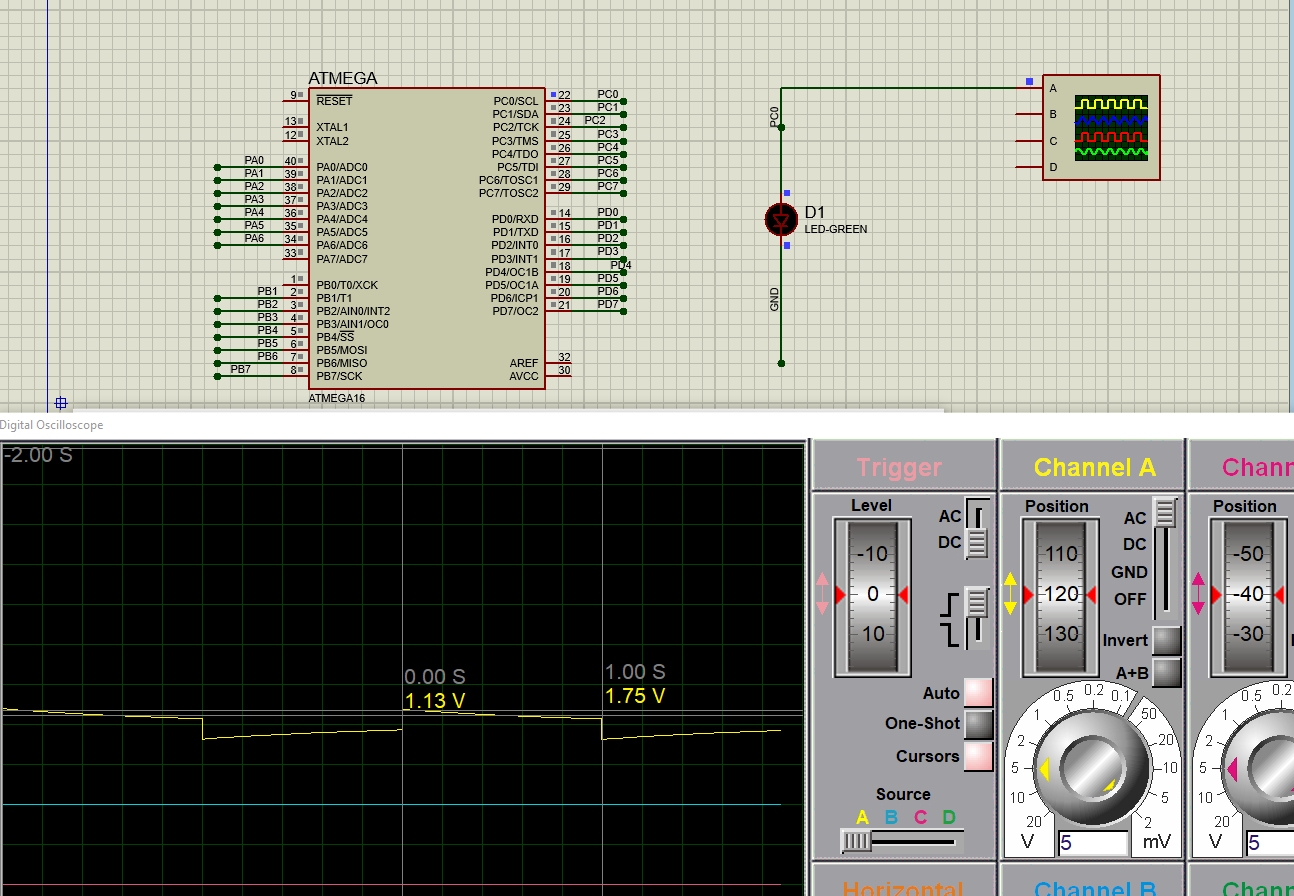 ATMEGA
9 RESET PC0/SCL 22 PC0
PC1/SDA 23 PC1
13 XTAL1 PC2/TCK 24 PC2
12 XTAL2 PC3/TMS 25 PC3
PC4/TDO 26 PC4
PA0 40 PA0/ADC0 PC5/TDI 27 PC5
PA1 39 PA1/ADC1 PC6/TOSC1 28 PC6
PA2 38 PA2/ADC2 PC7/TOSC2 29 PC7
PA3 37 PA3/ADC3
PA4 36 PA4/ADC4 PD0/RXD 14 PD0
PA5 35 PA5/ADC5 PD1/TXD 15 PD1
PA6 34 PA6/ADC6 PD2/INT0 16 PD2
33 PA7/ADC7 PD3/INT1 17 PD3
PD4/OC1B 18 PD4
1 PB0/T0/XCK PD5/OC1A 19 PD5
PB1 2 PB1/T1 PD6/ICP1 20 PD6
PB2 3 PB2/AIN0/INT2 PD7/OC2 21 PD7
PB3 4 PB3/AIN1/OC0
PB4 5 PB4/SS
PB5 6 PB5/MOSI
PB6 7 PB6/MISO AREF 32
PB7 8 PB7/SCK AVCC 30
ATMEGA16
PC0
D1
LED-GREEN
GND
A
B
C
D
Digital Oscilloscope
-2.00 S
0.00 S
1.13 V
1.00 S
1.75 V
Trigger
Level
AC
DC
-10
0
10
Auto
One-Shot
Cursors
Source
A B C D
Horizontal
Channel A
Position
AC
DC
GND
OFF
110
120
130
Invert
A+B
0.5 0.2 0.1
1 50
2 20
5 10
10 5
20 2
V 5 mV
Channel B
Chann
Position
-50
-40
-30
0.5 0.2
1
2
5
10
20
V 5
Chann